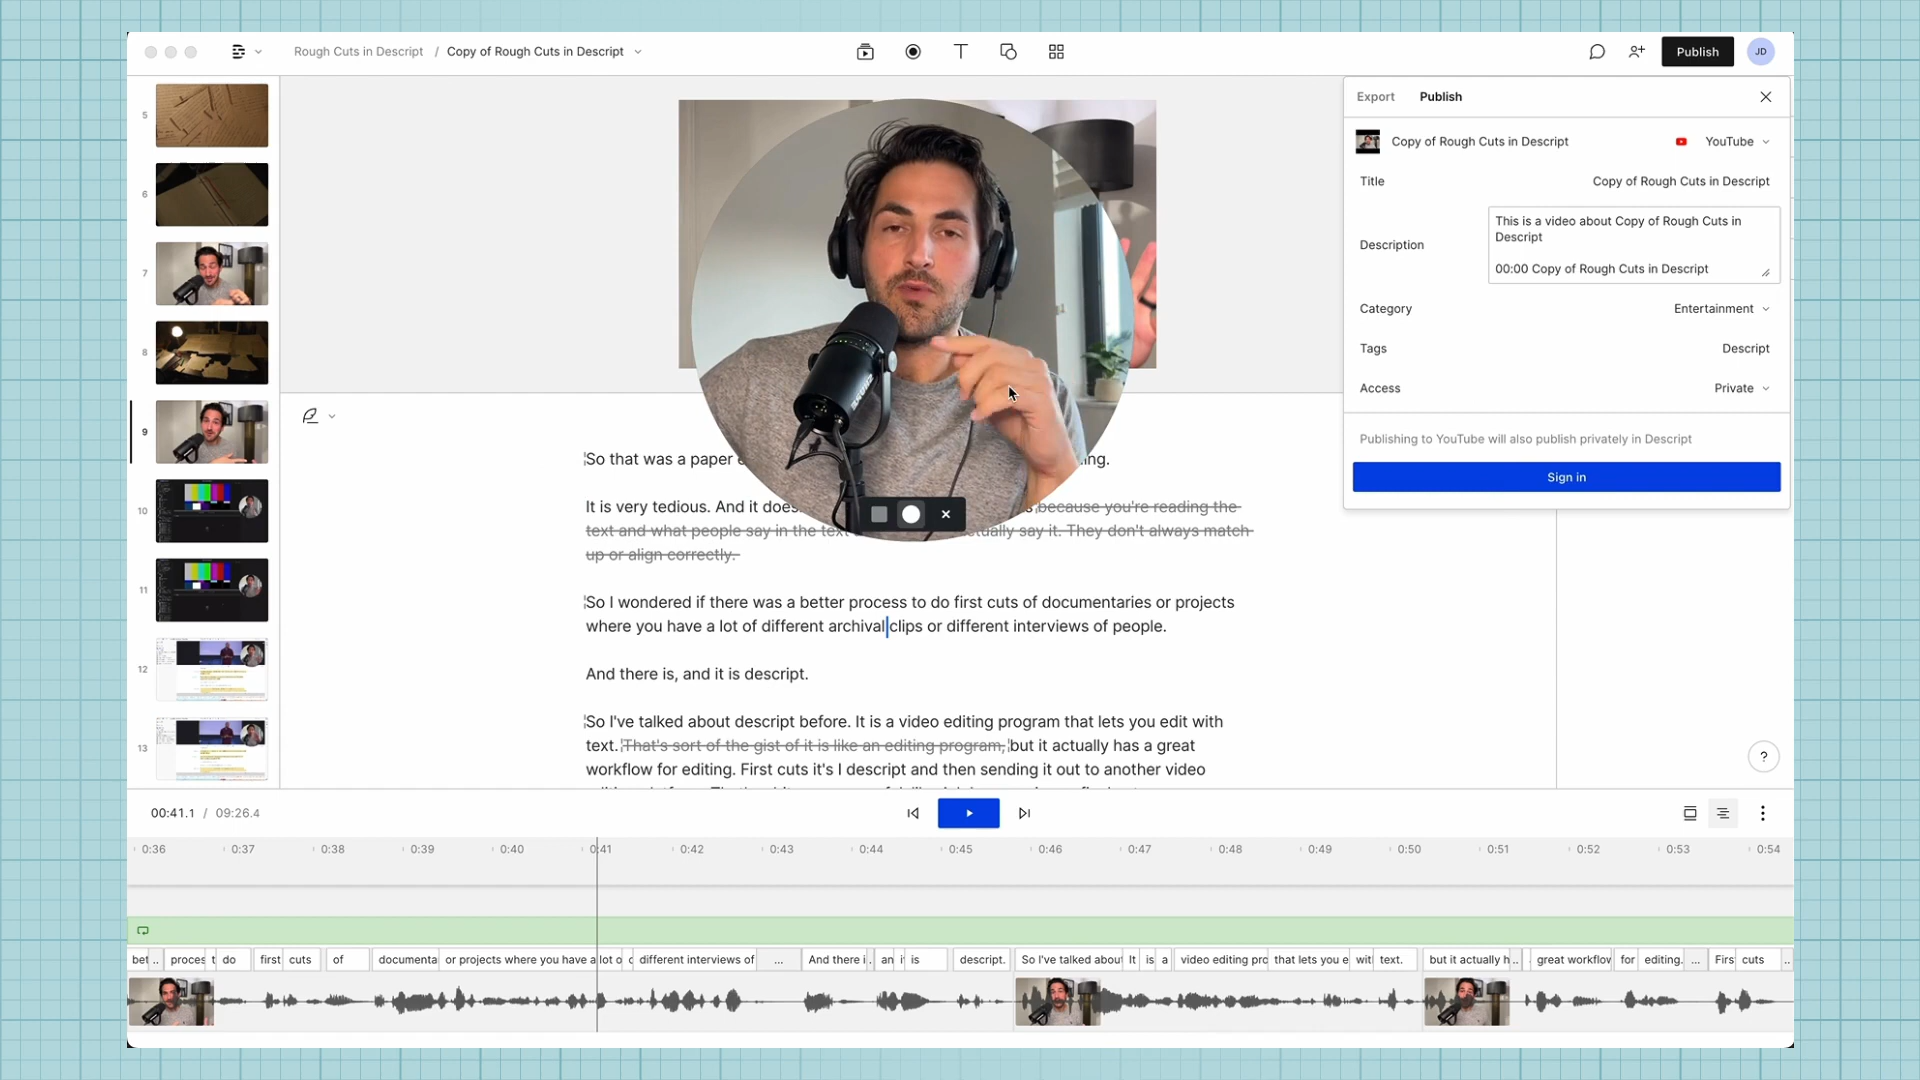 Rough Cuts in Descript / Copy of Rough Cuts in Descript
Publish
JD
Export Publish
Copy of Rough Cuts in Descript YouTube
Title Copy of Rough Cuts in Descript
Description
This is a video about Copy of Rough Cuts in
Descript
00:00 Copy of Rough Cuts in Descript
Category Entertainment
Tags Descript
Access Private
Publishing to YouTube will also publish privately in Descript
Sign in
5
6
7
8
9
10
11
12
13
So that was a paper
ing.
It is very tedious. And it does because you're reading the
text and what people say in the text actually say it. They don't always match
up or align correctly.
So I wondered if there was a better process to do first cuts of documentaries or projects
where you have a lot of different archival clips or different interviews of people.
And there is, and it is descript.
So I've talked about descript before. It is a video editing program that lets you edit with
text. That's sort of the gist of it is like an editing program, but it actually has a great
workflow for editing. First cuts it's I descript and then sending it out to another video
?
00:41.1 / 09:26.4
0:36 0:37 0:38 0:39 0:40 0:41 0:42 0:43 0:44 0:45 0:46 0:47 0:48 0:49 0:50 0:51 0:52 0:53 0:54
bet .. proces t do first cuts of documenta or projects where you have a lot o c different interviews of ... And there i . an i is descript. So I've talked about It is a video editing pro that lets you e wit text. but it actually h .. great workflow for editing. ... Firs cuts ..